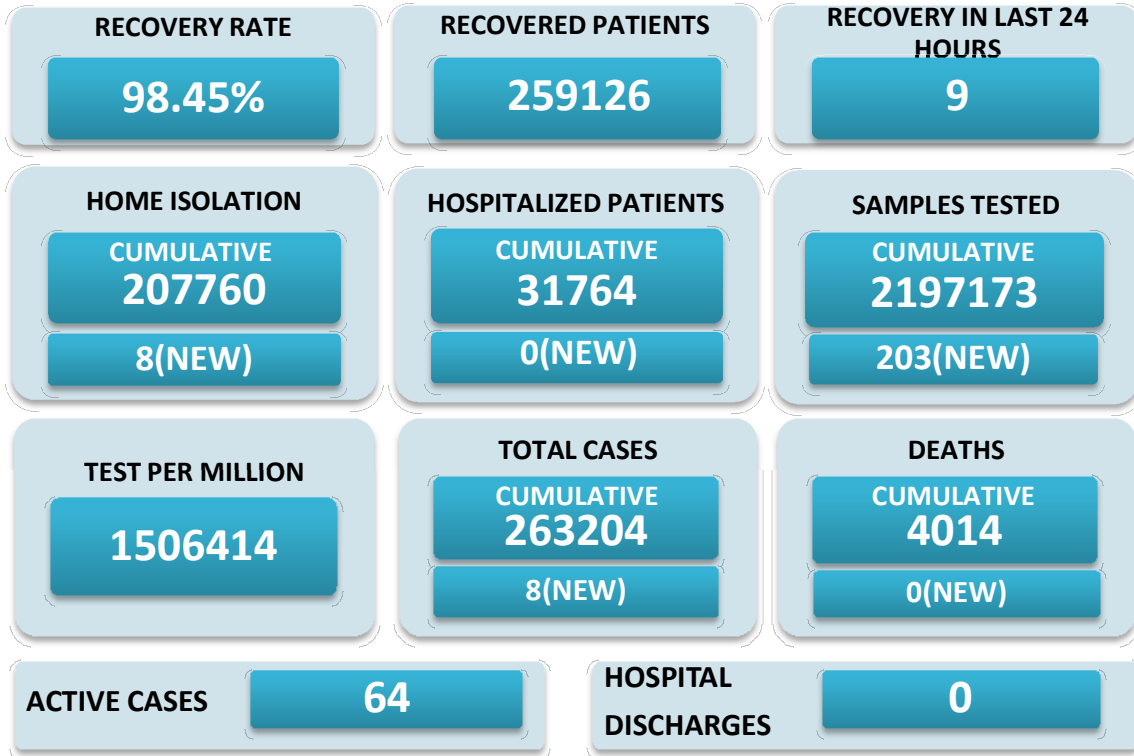 RECOVERY RATE
98.45%
RECOVERED PATIENTS
259126
RECOVERY IN LAST 24
HOURS
9
HOME ISOLATION
CUMULATIVE
207760
8(NEW)
HOSPITALIZED PATIENTS
CUMULATIVE
31764
0(NEW)
SAMPLES TESTED
CUMULATIVE
2197173
203(NEW)
TEST PER MILLION
1506414
TOTAL CASES
CUMULATIVE
263204
8(NEW)
DEATHS
CUMULATIVE
4014
0(NEW)
ACTIVE CASES
64
HOSPITAL
DISCHARGES
0